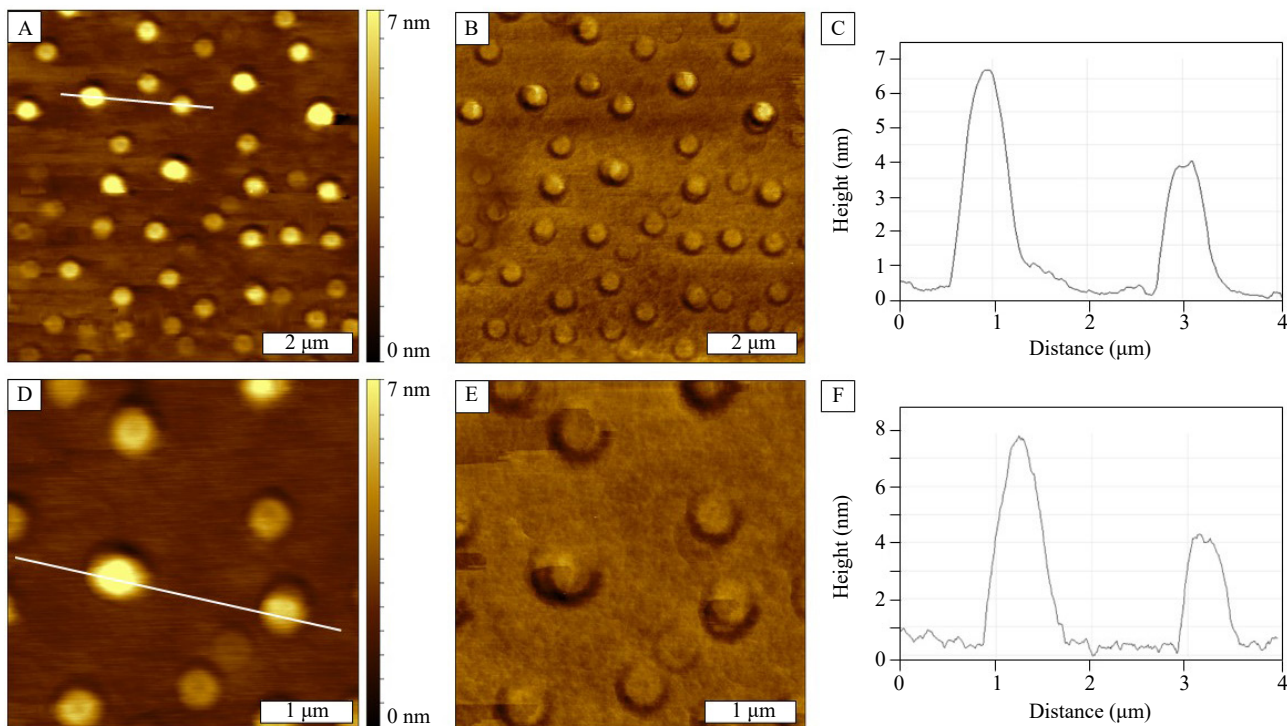 A
7 nm
0 nm
2 μm
B
2 μm
C
7
6
5
4
3
2
1
0
Height (nm)
0
1
2
3
4
Distance (μm)
D
7 nm
0 nm
1 μm
E
1 μm
F
8
6
4
2
0
Height (nm)
0
1
2
3
4
Distance (μm)